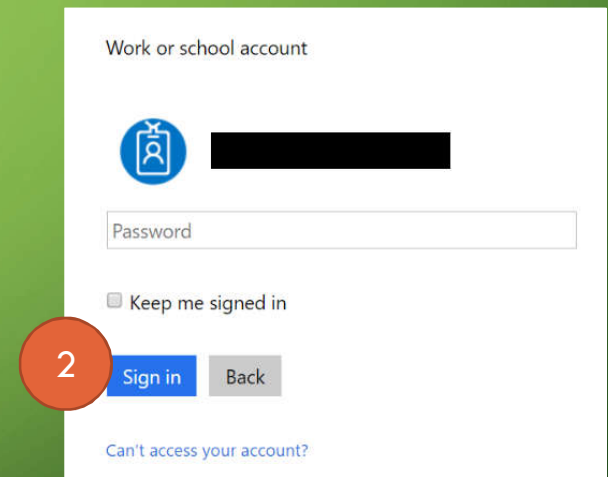 Work or school account
Password
Keep me signed in
2
Sign in
Back
Can't access your account?